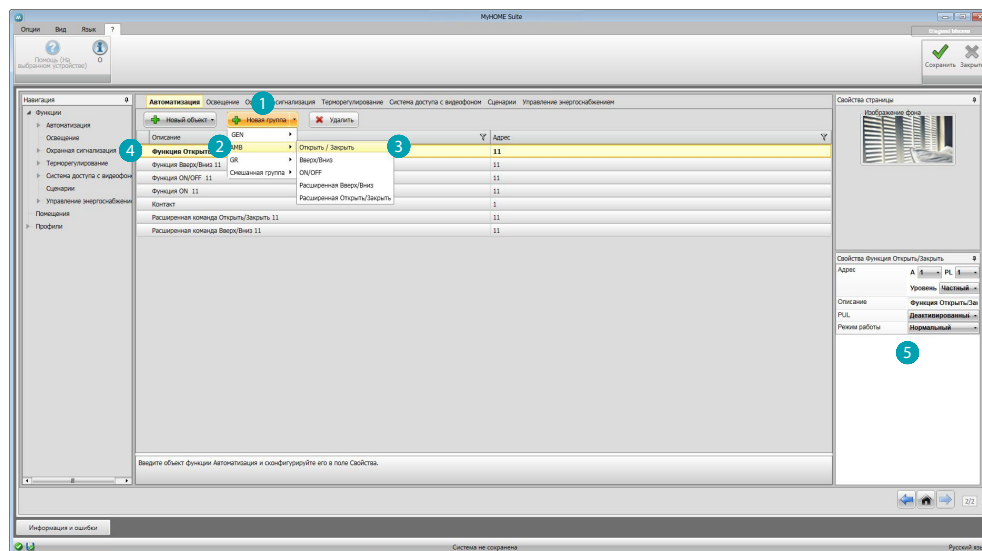 MyHOME Suite
Опции Вид Язык ?
Помощь (На выбранном устройстве)
О
Сохранить Закрыть
Навигация
Функции
Автоматизация
Освещение
Охранная сигнализация
Терморегулирование
Система доступа с видеофон
Сценарии
Управление энергоснабжени
Помещения
Профили
Автоматизация Освещение сигнализация Терморегулирование Система доступа с видеофоном Сценарии Управление энергоснабжением
1
Новый объект Новая группа Удалить
Описание Адрес
2
GEN
AMB
GR
Смешанная группа
3
Открыть / Закрыть
Вверх/Вниз
ON/OFF
Расширенная Вверх/Вниз
Расширенная Открыть/Закрыть
4
Функция Открыт 11
Функция Вверх/Вниз 11 11
Функция ON/OFF 11 11
Функция ON 11 11
Контакт 1
Расширенная команда Открыть/Закрыть 11 11
Расширенная команда Вверх/Вниз 11 11
Введите объект функции Автоматизация и сконфигурируйте его в поле Свойства.
Свойства страницы
Изображение фона
Свойства Функция Открыть/Закрыть
Адрес A 1 PL 1
Уровень Частный
Описание Функция Открыть/Зак
PUL Деактивированный
Режим работы Нормальный
5
2/2
Информация и ошибки
Система не сохранена
Русский язы